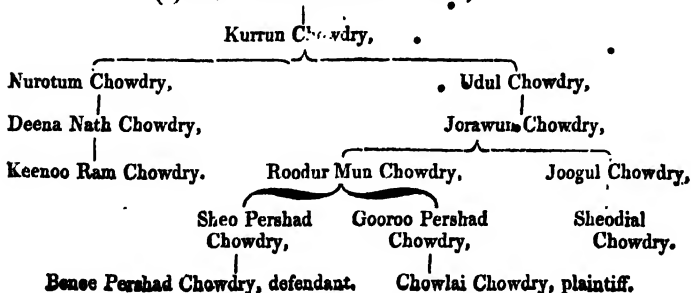 Kurrun Chowdry,
Nurotum Chowdry, Udul Chowdry,
Deena Nath Chowdry, Jorawur Chowdry,
Keenoo Ram Chowdry. Roodur Mun Chowdry, Joogul Chowdry,
Sheo Pershad Gooroo Pershad Sheodial
Chowdry, Chowdry, Chowdry.
Benee Pershad Chowdry, defendant. Chowlai Chowdry, plaintiff.